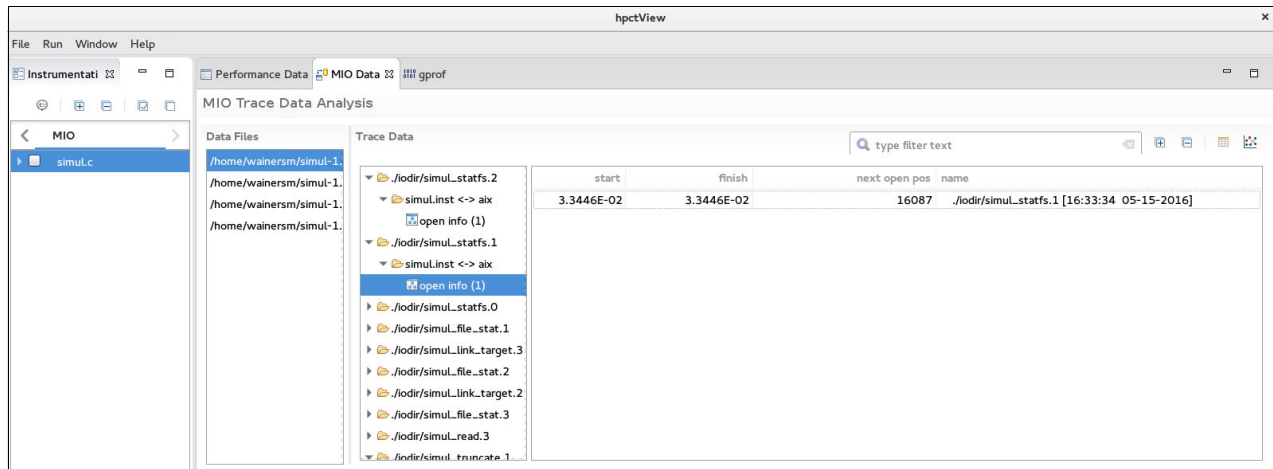 hpctView
File Run Window Help
Instrumentati
Performance Data MIO Data gprof
MIO Trace Data Analysis
MIO
simul.c
Data Files
/home/wainersm/simul-1.
/home/wainersm/simul-1.
/home/wainersm/simul-1.
/home/wainersm/simul-1.
Trace Data
type filter text
./iodir/simul_statfs.2
simul.inst <-> aix
open info (1)
./iodir/simul_statfs.1
simul.inst <-> aix
open info (1)
./iodir/simul_statfs.0
./iodir/simul_file_stat.1
./iodir/simul_link_target.3
./iodir/simul_file_stat.2
./iodir/simul_link_target.2
./iodir/simul_file_stat.3
./iodir/simul_read.3
./iodir/simul_truncate.1
start finish next open pos name
3.3446E-02 3.3446E-02 16087 ./iodir/simul_statfs.1 [16:33:34 05-15-2016]